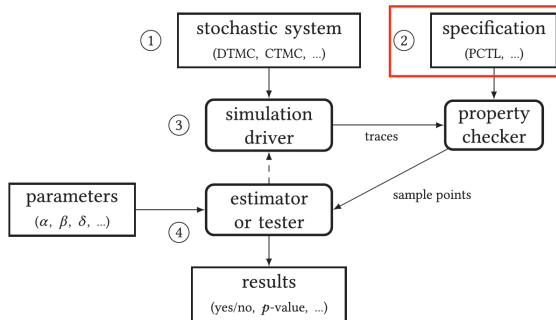 ①
stochastic system
(DTMC, CTMC, ...)
②
specification
(PCTL, ...)
③
simulation
driver
traces
property
checker
parameters
(α, β, δ, ...)
④
estimator
or tester
sample points
results
(yes/no, p-value, ...)